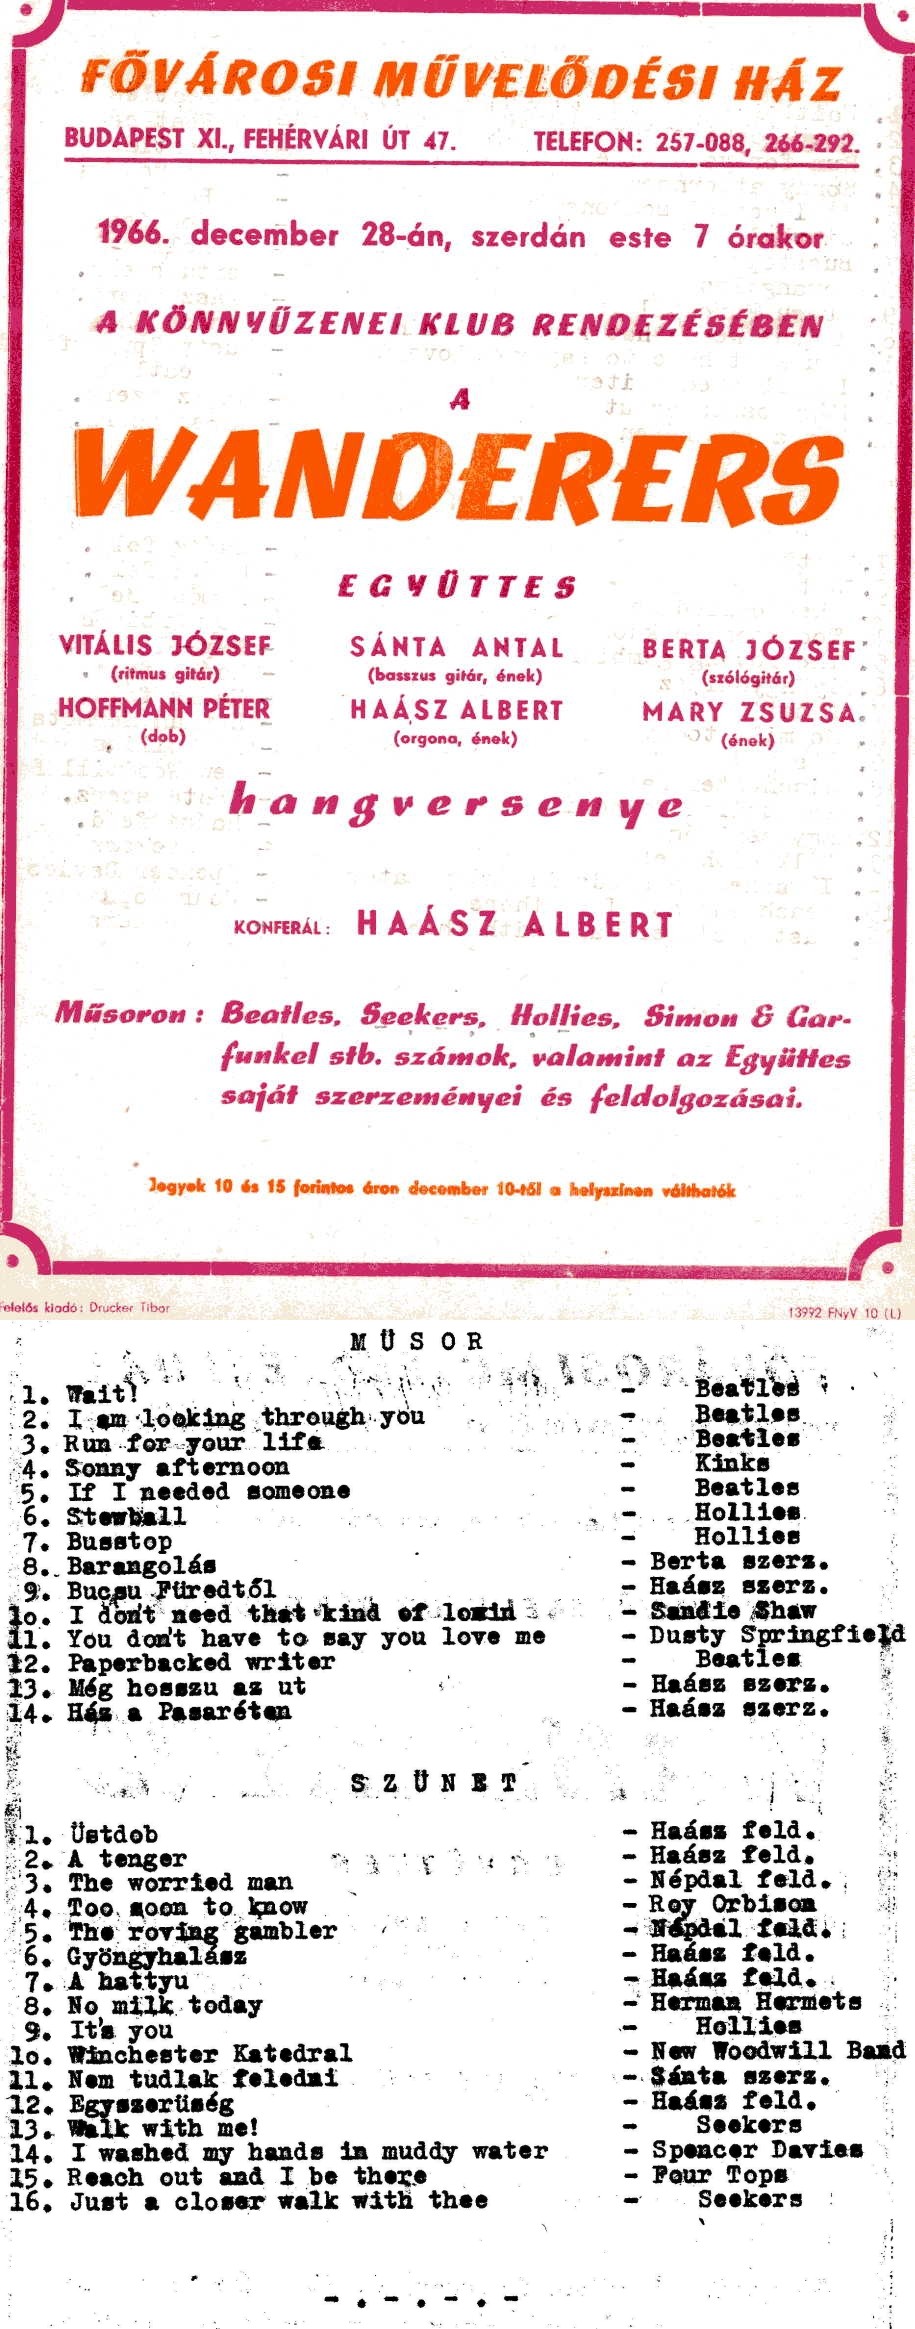 FŐVÁROSI MŰVELŐDÉSI HÁZ
BUDAPEST XI., FEHÉRVÁRI ÚT 47. TELEFON: 257-088, 266-292.
1966. december 28-án, szerdán este 7 órakor
A KÖNNYŰZENEI KLUB RENDEZÉSÉBEN
A
WANDERERS
EGYÜTTES
VITÁLIS JÓZSEF SÁNTA ANTAL BERTA JÓZSEF
(ritmus gitár) (basszus gitár, ének) (szólógitár)
HOFFMANN PÉTER HAÁSZ ALBERT MARY ZSUZSA
(dob) (orgona, ének) (ének)
hangversenye
KONFERÁL: HAÁSZ ALBERT
Műsoron: Beatles, Seekers, Hollies, Simon & Gar-
funkel stb. számok, valamint az Együttes
saját szerzeményei és feldolgozásai.
Jegyek 10 és 15 forintos áron december 10-től a helyszínen válthatók
Felelős kiadó: Drucker Tibor 13992 FNyV 10 (L)
MÜSOR
1. Wait! - Beatles
2. I am looking through you - Beatles
3. Run for your life - Beatles
4. Sonny afternoon - Kinks
5. If I needed someone - Beatles
6. Stewball - Hollies
7. Busstop - Hollies
8. Barangolás - Berta szerz.
9. Bucsu Füredtől - Haász szerz.
1o. I don't need that kind of lowin - Sandie Shaw
11. You don't have to say you love me - Dusty Springfield
12. Paperbacked writer - Beatles
13. Még hosszu az ut - Haász szerz.
14. Ház a Pasaréten - Haász szerz.
SZÜNET
1. Üstdob - Haász feld.
2. A tenger - Haász feld.
3. The worried man - Népdal feld.
4. Too soon to know - Roy Orbison
5. The roving gambler - Népdal feld.
6. Gyöngyhalász - Haász feld.
7. A hattyu - Haász feld.
8. No milk today - Herman Hermets
9. It's you - Hollies
1o. Winchester Katedral - New Woodwill Band
11. Nem tudlak feledni - Sánta szerz.
12. Egyszerüség - Haász feld.
13. Walk with me! - Seekers
14. I washed my hands in muddy water - Spencer Davies
15. Reach out and I be there - Four Tops
16. Just a closer walk with thee - Seekers
-.-.-.-